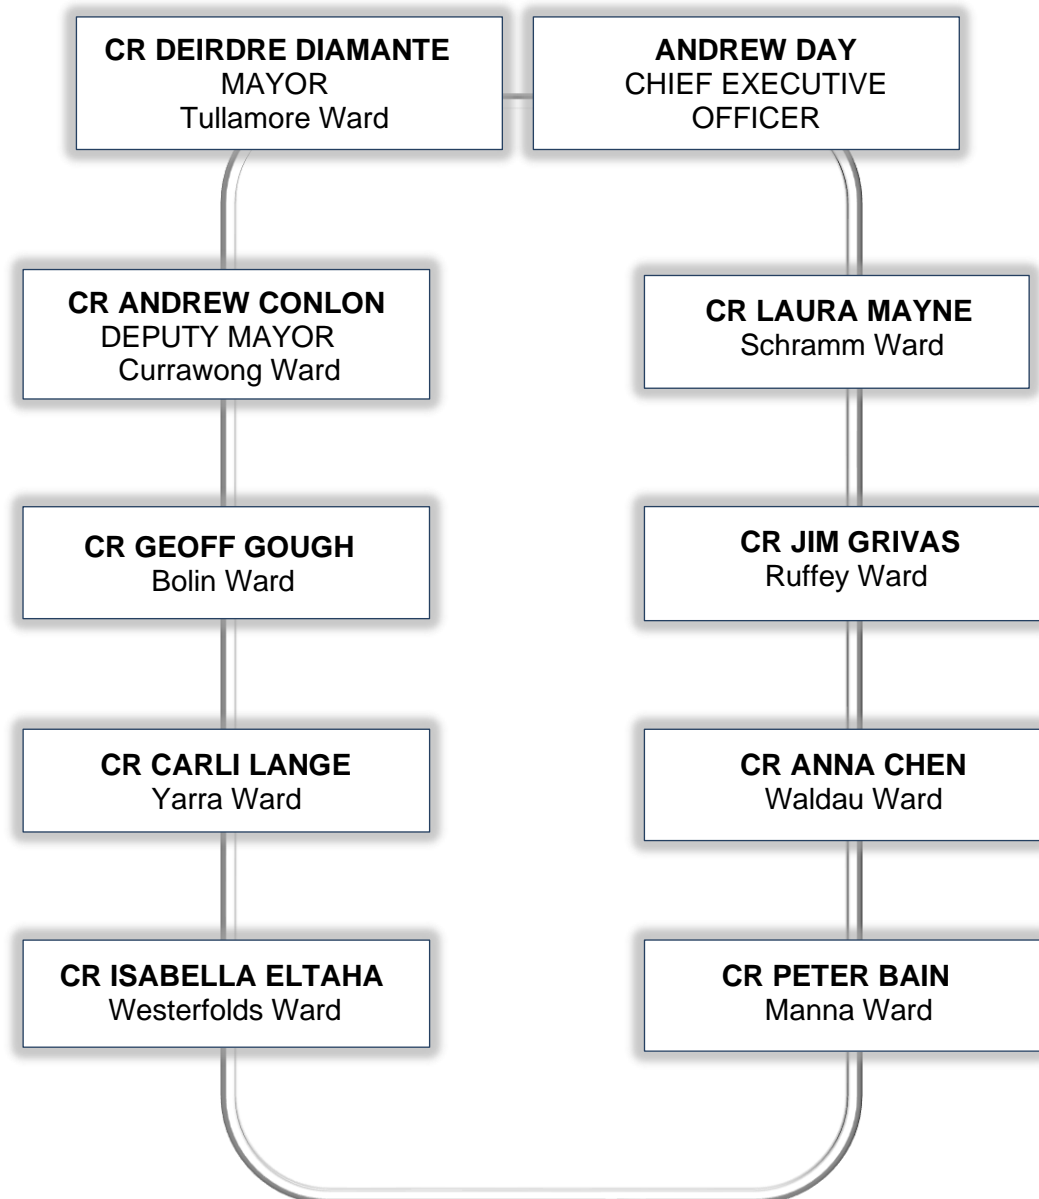 CR DEIRDRE DIAMANTE
MAYOR
Tullamore Ward
ANDREW DAY
CHIEF EXECUTIVE
OFFICER
CR ANDREW CONLON
DEPUTY MAYOR
Currawong Ward
CR LAURA MAYNE
Schramm Ward
CR GEOFF GOUGH
Bolin Ward
CR JIM GRIVAS
Ruffey Ward
CR CARLI LANGE
Yarra Ward
CR ANNA CHEN
Waldau Ward
CR ISABELLA ELTAHA
Westerfolds Ward
CR PETER BAIN
Manna Ward